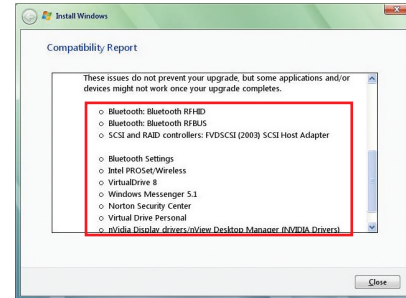 Install Windows
Compatibility Report
These issues do not prevent your upgrade, but some applications and/or
devices might not work once your upgrade completes.
Bluetooth: Bluetooth RFHID
Bluetooth: Bluetooth RFBUS
SCSI and RAID controllers: FVDSCSI (2003) SCSI Host Adapter
Bluetooth Settings
Intel PROSet/Wireless
VirtualDrive 8
Windows Messenger 5.1
Norton Security Center
Virtual Drive Personal
nVidia Display drivers/nView Desktop Manager (NVIDIA Drivers)
Close